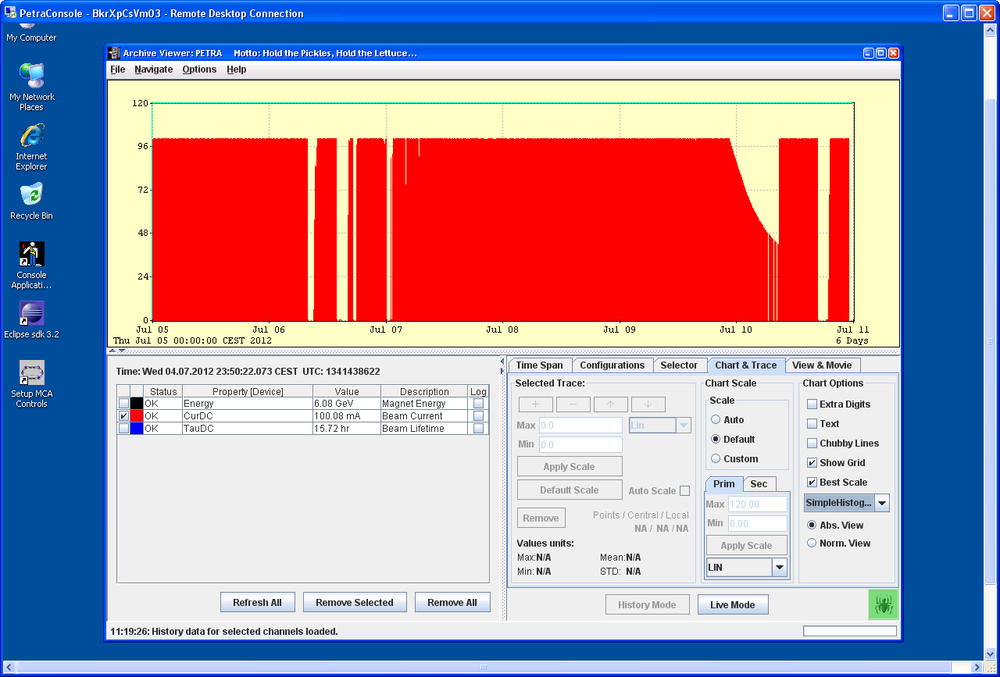 PetraConsole - BkrXpCsVm03 - Remote Desktop Connection
My Computer
My Network
Places
Internet
Explorer
Recycle Bin
Console
Applicati...
Eclipse sdk 3.2
Setup MCA
Controls
Archive Viewer: PETRA Motto: Hold the Pickles, Hold the Lettuce...
File Navigate Options Help
120
96
72
48
24
0
Jul 05 Jul 06 Jul 07 Jul 08 Jul 09 Jul 10 Jul 11
Thu Jul 05 00:00:00 CEST 2012 6 Days
Time: Wed 04.07.2012 23:50:22.073 CEST UTC: 1341438622
Status Property [Device] Value Description Log
OK Energy 6.08 GeV Magnet Energy
OK CurDC 100.08 mA Beam Current
OK TauDC 15.72 hr Beam Lifetime
Refresh All Remove Selected Remove All
Time Span Configurations Selector Chart & Trace View & Movie
Selected Trace:
+ − ↑ ↓
Max 0.0 Lin
Min 0.0
Apply Scale
Default Scale Auto Scale
Remove Points / Central / Local
NA / NA / NA
Values units:
Max:N/A Mean:N/A
Min: N/A STD: N/A
Chart Scale
Scale
Auto
Default
Custom
Prim Sec
Max 120.00
Min 0.00
Apply Scale
LIN
Chart Options
Extra Digits
Text
Chubby Lines
Show Grid
Best Scale
SimpleHistog...
Abs. View
Norm. View
History Mode Live Mode
11:19:26: History data for selected channels loaded.